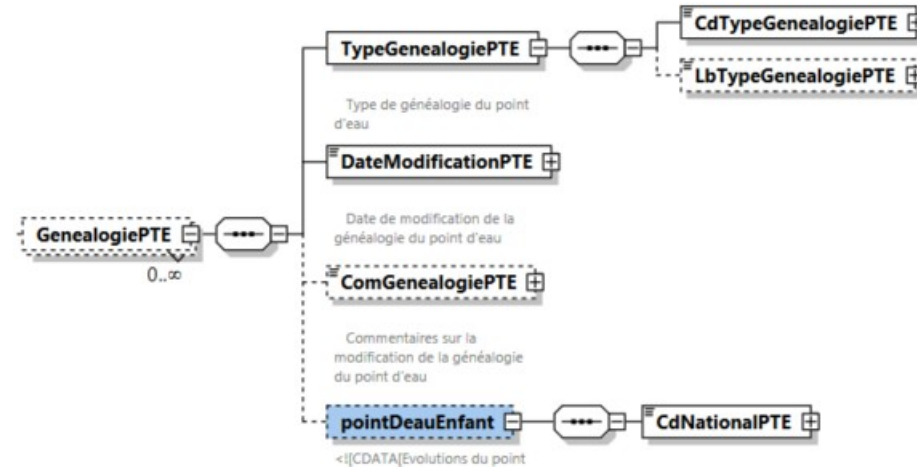 CdTypeGenealogiePTE
TypeGenealogiePTE
LbTypeGenealogiePTE
Type de généalogie du point
d'eau
DateModificationPTE
Date de modification de la
généalogie du point d'eau
GenealogiePTE
0..∞
ComGenealogiePTE
Commentaires sur la
modification de la généalogie
du point d'eau
pointDeauEnfant
CdNationalPTE
<![CDATA[Evolutions du point